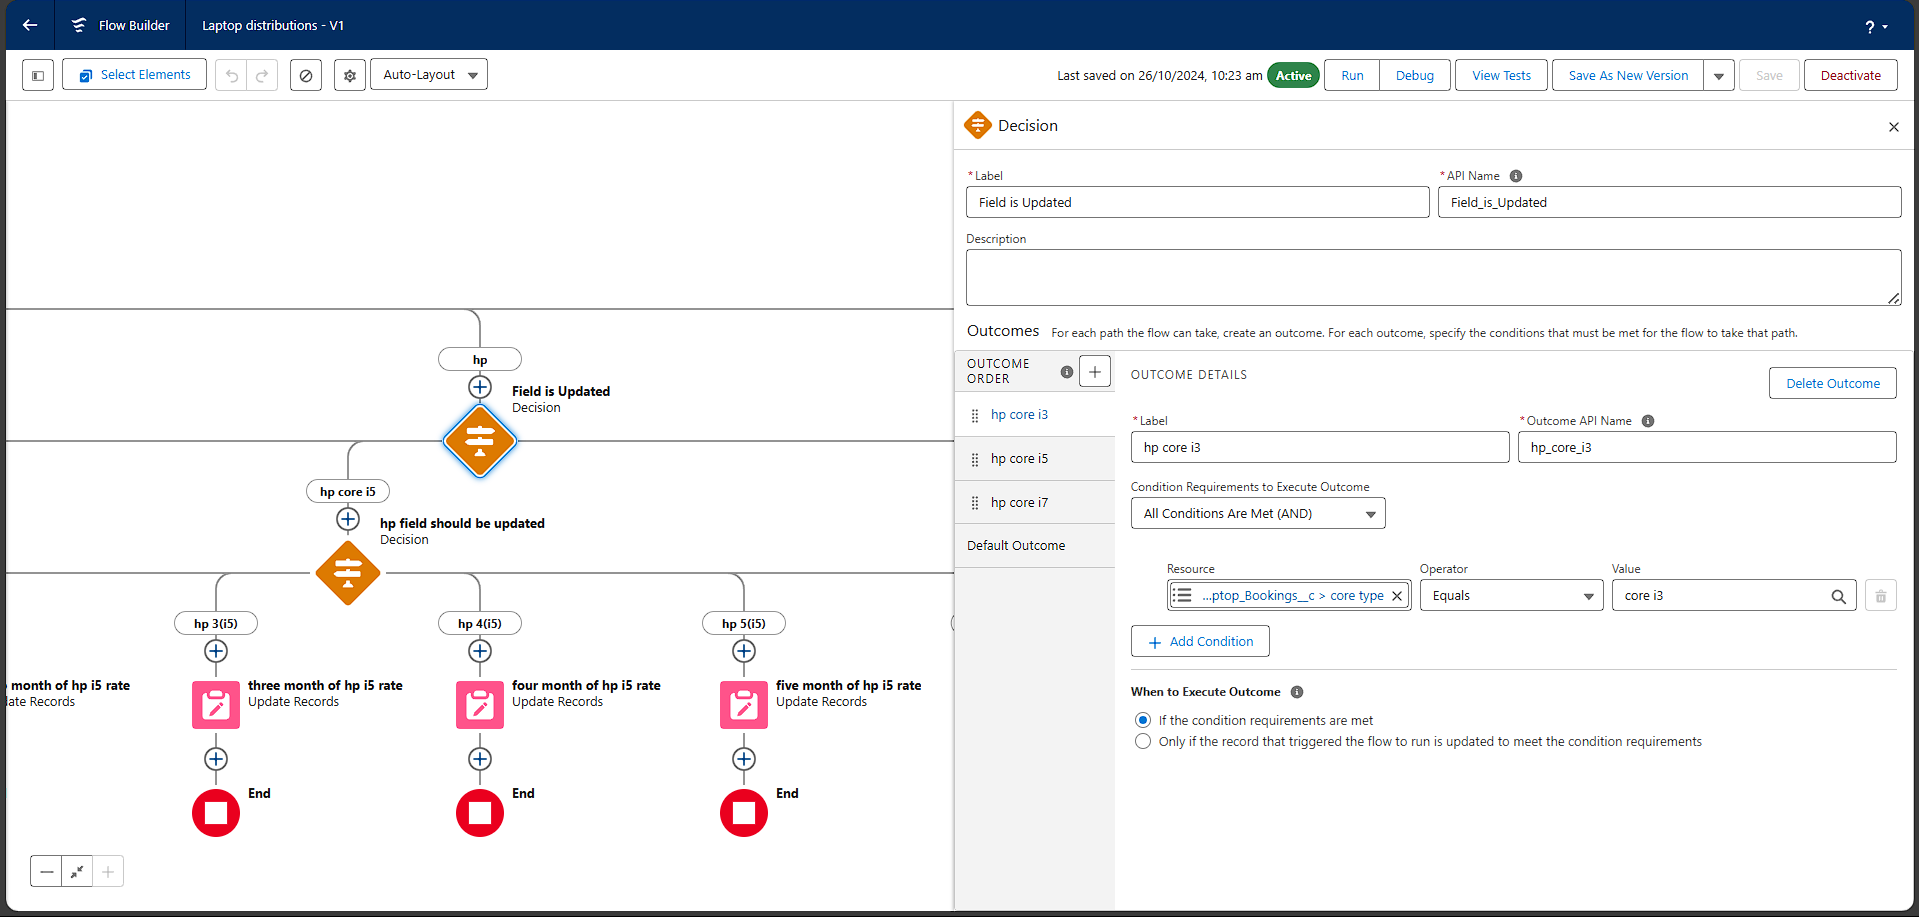 Flow Builder
Laptop distributions - V1
?
Select Elements
Auto-Layout
Last saved on 26/10/2024, 10:23 am
Active
Run
Debug
View Tests
Save As New Version
Save
Deactivate
hp
Field is Updated
Decision
hp core i5
hp field should be updated
Decision
hp 3(i5)
hp 4(i5)
hp 5(i5)
month of hp i5 rate
late Records
three month of hp i5 rate
Update Records
four month of hp i5 rate
Update Records
five month of hp i5 rate
Update Records
End
End
End
Decision
* Label
* API Name
Field is Updated
Field_is_Updated
Description
Outcomes
For each path the flow can take, create an outcome. For each outcome, specify the conditions that must be met for the flow to take that path.
OUTCOME
ORDER
hp core i3
hp core i5
hp core i7
Default Outcome
OUTCOME DETAILS
Delete Outcome
* Label
* Outcome API Name
hp core i3
hp_core_i3
Condition Requirements to Execute Outcome
All Conditions Are Met (AND)
Resource
Operator
Value
...ptop_Bookings__c > core type
Equals
core i3
Add Condition
When to Execute Outcome
If the condition requirements are met
Only if the record that triggered the flow to run is updated to meet the condition requirements